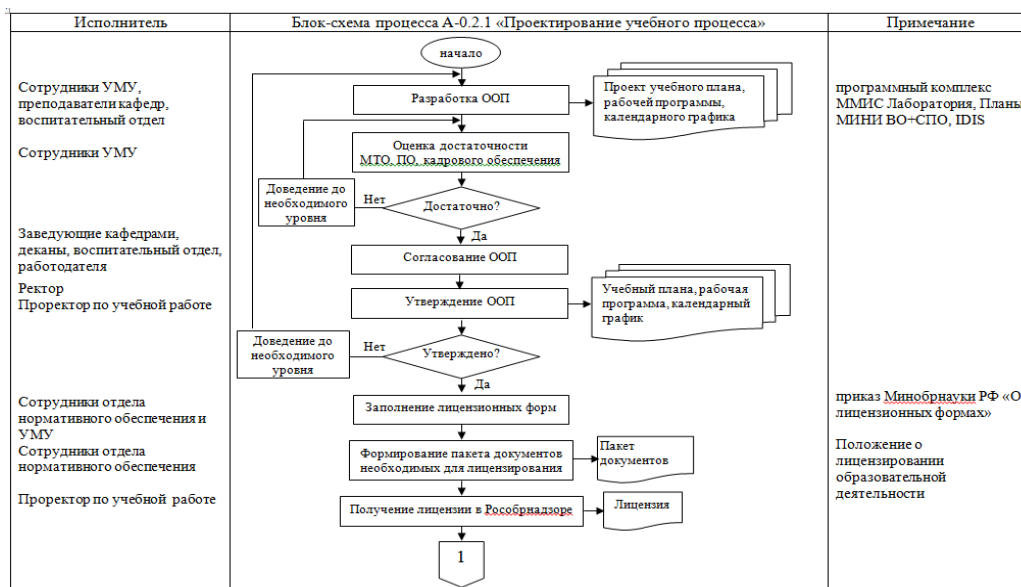 Исполнитель
Блок-схема процесса А-0.2.1 «Проектирование учебного процесса»
Примечание
начало
Сотрудники УМУ,
преподаватели кафедр,
воспитательный отдел
Разработка ООП
Проект учебного плана,
рабочей программы,
календарного графика
программный комплекс
ММИС Лаборатория, Планы
МИНИ ВО+СПО, IDIS
Сотрудники УМУ
Оценка достаточности
МТО, ПО, кадрового обеспечения
Доведение до
необходимого
уровня
Нет
Достаточно?
Да
Заведующие кафедрами,
деканы, воспитательный отдел,
работодателя
Согласование ООП
Ректор
Проректор по учебной работе
Утверждение ООП
Учебный плана, рабочая
программа, календарный
график
Доведение до
необходимого
уровня
Нет
Утверждено?
Да
Сотрудники отдела
нормативного обеспечения и
УМУ
Заполнение лицензионных форм
приказ Минобрнауки РФ «О
лицензионных формах»
Сотрудники отдела
нормативного обеспечения
Формирование пакета документов
необходимых для лицензирования
Пакет
документов
Положение о
лицензировании
образовательной
деятельности
Проректор по учебной работе
Получение лицензии в Рособрнадзоре
Лицензия
1